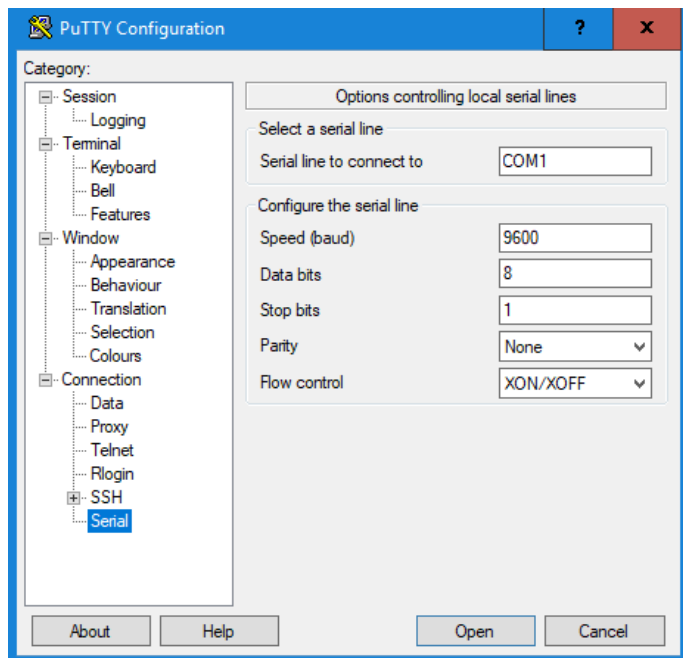 PuTTY Configuration
? x
Category:
Session
Logging
Terminal
Keyboard
Bell
Features
Window
Appearance
Behaviour
Translation
Selection
Colours
Connection
Data
Proxy
Telnet
Rlogin
SSH
Serial
Options controlling local serial lines
Select a serial line
Serial line to connect to COM1
Configure the serial line
Speed (baud) 9600
Data bits 8
Stop bits 1
Parity None
Flow control XON/XOFF
About Help Open Cancel